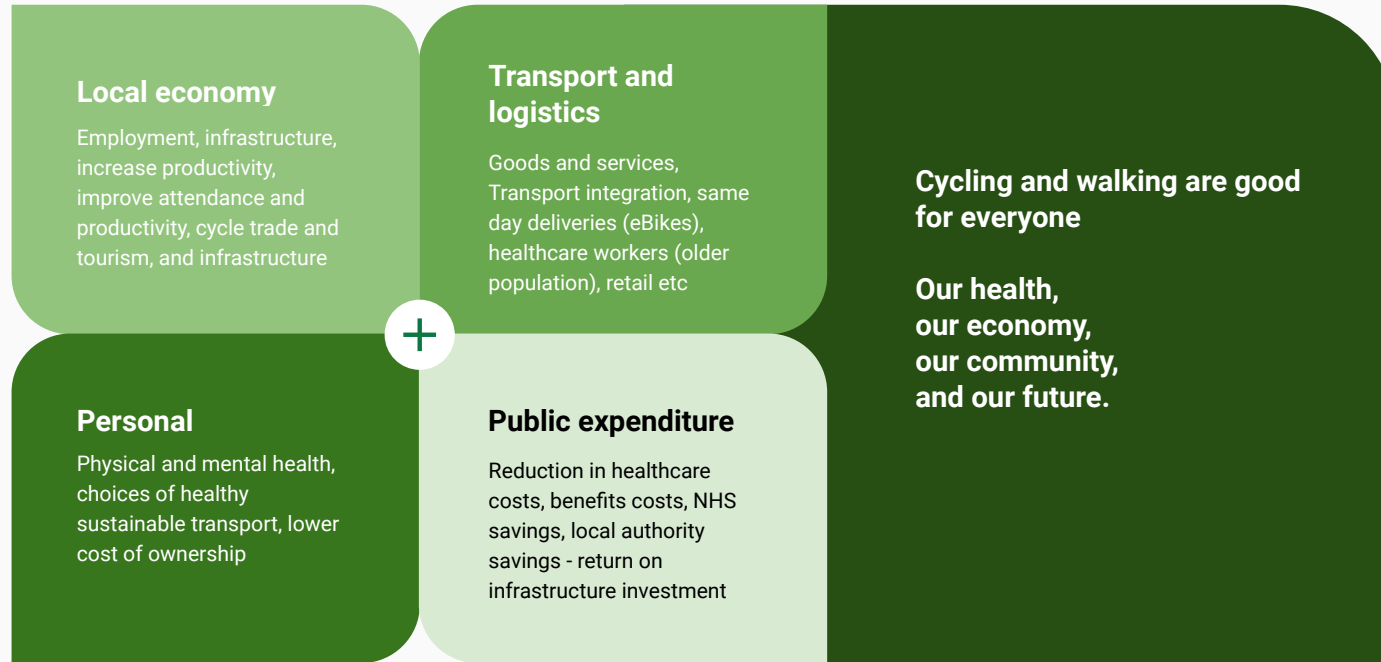 Local economy
Employment, infrastructure,
increase productivity,
improve attendance and
productivity, cycle trade and
tourism, and infrastructure
Transport and
logistics
Goods and services,
Transport integration, same
day deliveries (eBikes),
healthcare workers (older
population), retail etc
Personal
Physical and mental health,
choices of healthy
sustainable transport, lower
cost of ownership
Public expenditure
Reduction in healthcare
costs, benefits costs, NHS
savings, local authority
savings - return on
infrastructure investment
Cycling and walking are good
for everyone
Our health,
our economy,
our community,
and our future.